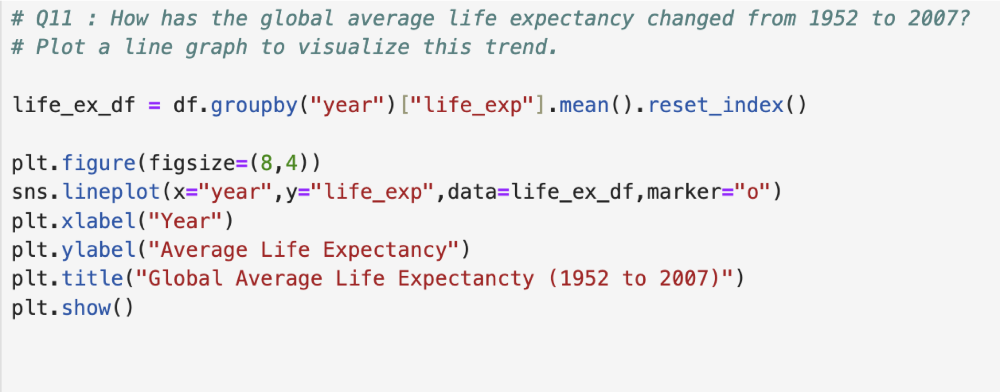 # Q11 : How has the global average life expectancy changed from 1952 to 2007?
# Plot a line graph to visualize this trend.
life_ex_df = df.groupby("year")["life_exp"].mean().reset_index()
plt.figure(figsize=(8,4))
sns.lineplot(x="year",y="life_exp",data=life_ex_df,marker="o")
plt.xlabel("Year")
plt.ylabel("Average Life Expectancy")
plt.title("Global Average Life Expectancty (1952 to 2007)")
plt.show()